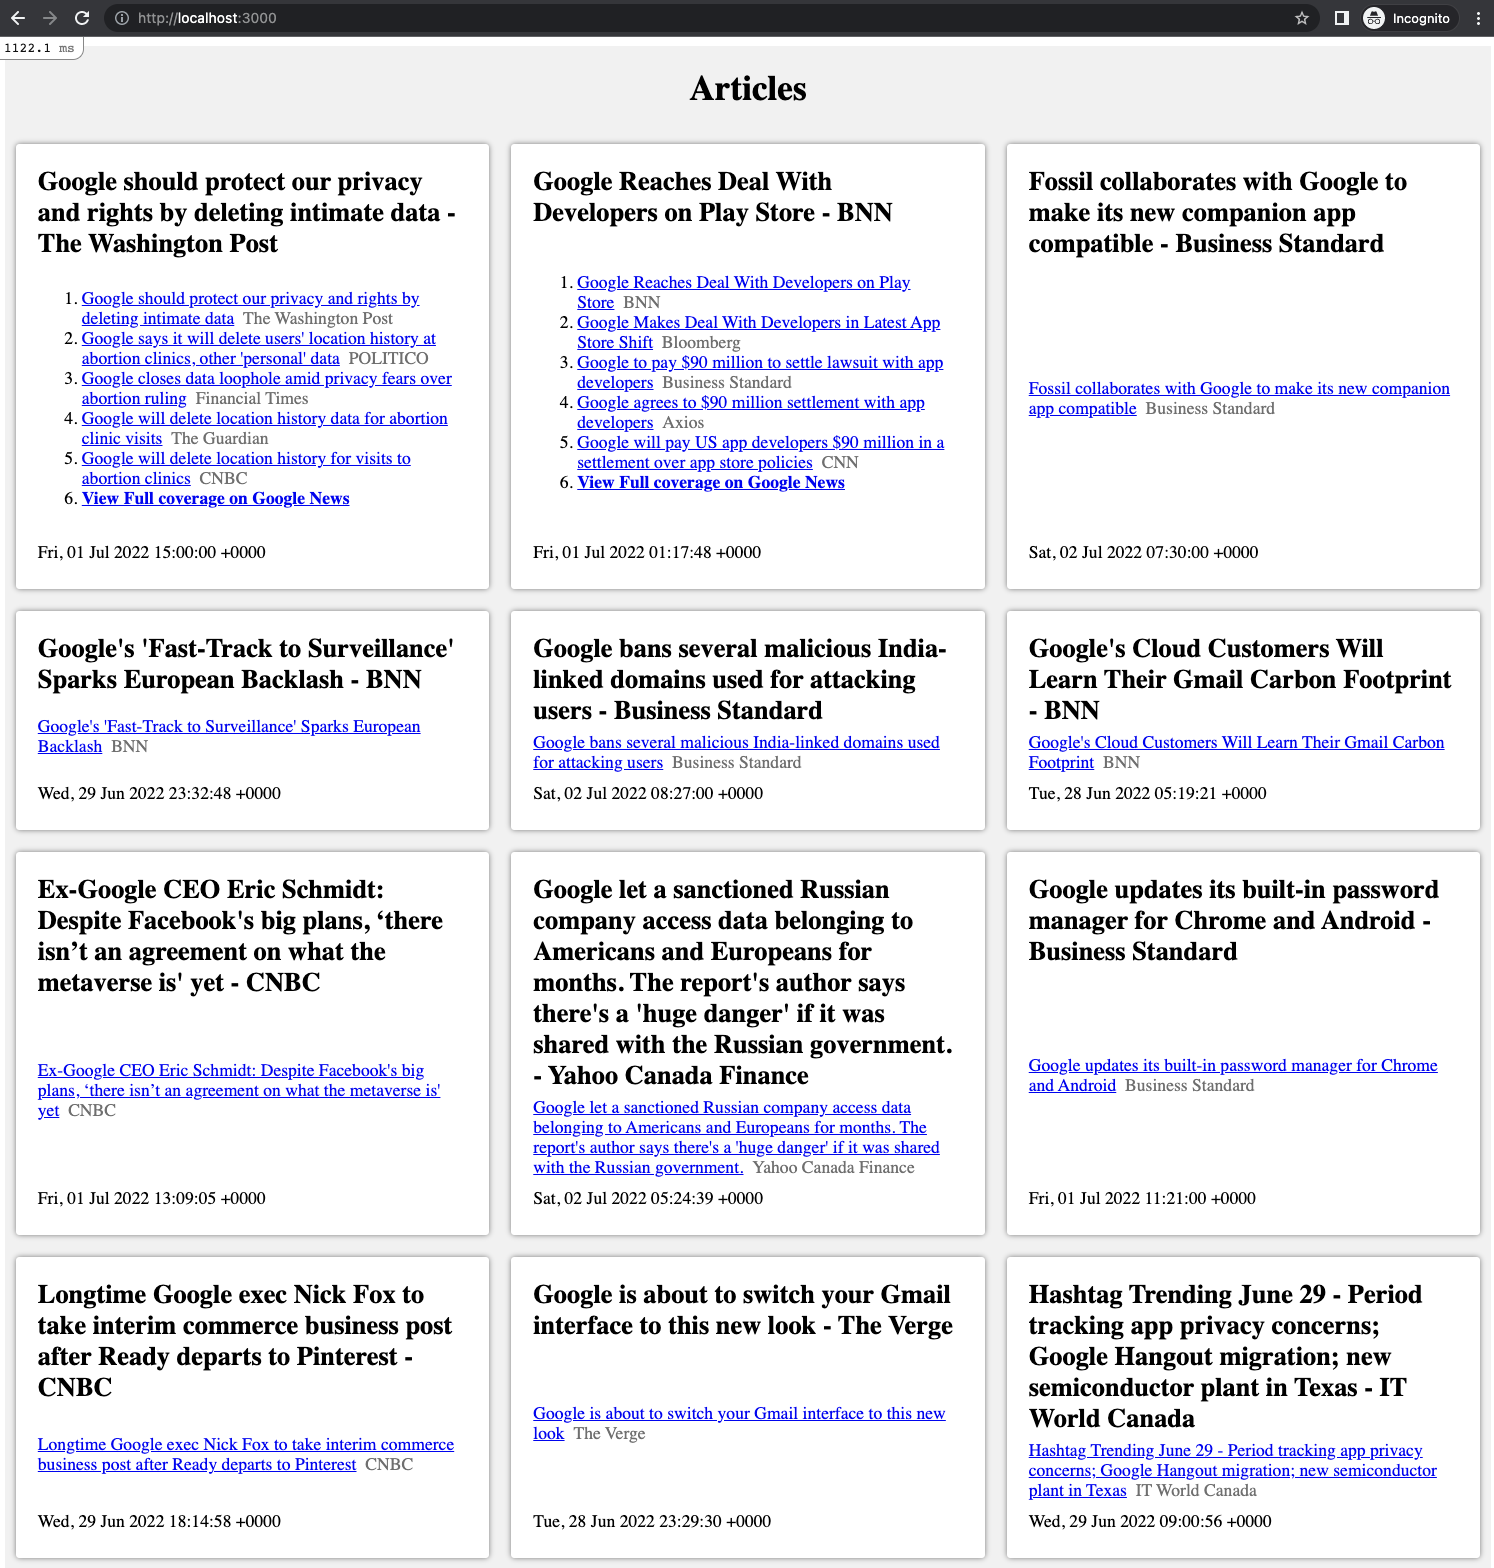 http://localhost:3000
Incognito
1122.1 ms
Articles
Google should protect our privacy
and rights by deleting intimate data -
The Washington Post
1. Google should protect our privacy and rights by
deleting intimate data The Washington Post
2. Google says it will delete users' location history at
abortion clinics, other 'personal' data POLITICO
3. Google closes data loophole amid privacy fears over
abortion ruling Financial Times
4. Google will delete location history data for abortion
clinic visits The Guardian
5. Google will delete location history for visits to
abortion clinics CNBC
6. View Full coverage on Google News
Fri, 01 Jul 2022 15:00:00 +0000
Google Reaches Deal With
Developers on Play Store - BNN
1. Google Reaches Deal With Developers on Play
Store BNN
2. Google Makes Deal With Developers in Latest App
Store Shift Bloomberg
3. Google to pay $90 million to settle lawsuit with app
developers Business Standard
4. Google agrees to $90 million settlement with app
developers Axios
5. Google will pay US app developers $90 million in a
settlement over app store policies CNN
6. View Full coverage on Google News
Fri, 01 Jul 2022 01:17:48 +0000
Fossil collaborates with Google to
make its new companion app
compatible - Business Standard
Fossil collaborates with Google to make its new companion
app compatible Business Standard
Sat, 02 Jul 2022 07:30:00 +0000
Google's 'Fast-Track to Surveillance'
Sparks European Backlash - BNN
Google's 'Fast-Track to Surveillance' Sparks European
Backlash BNN
Wed, 29 Jun 2022 23:32:48 +0000
Google bans several malicious India-
linked domains used for attacking
users - Business Standard
Google bans several malicious India-linked domains used
for attacking users Business Standard
Sat, 02 Jul 2022 08:27:00 +0000
Google's Cloud Customers Will
Learn Their Gmail Carbon Footprint
- BNN
Google's Cloud Customers Will Learn Their Gmail Carbon
Footprint BNN
Tue, 28 Jun 2022 05:19:21 +0000
Ex-Google CEO Eric Schmidt:
Despite Facebook's big plans, ‘there
isn’t an agreement on what the
metaverse is' yet - CNBC
Ex-Google CEO Eric Schmidt: Despite Facebook's big
plans, ‘there isn’t an agreement on what the metaverse is'
yet CNBC
Fri, 01 Jul 2022 13:09:05 +0000
Google let a sanctioned Russian
company access data belonging to
Americans and Europeans for
months. The report's author says
there's a 'huge danger' if it was
shared with the Russian government.
- Yahoo Canada Finance
Google let a sanctioned Russian company access data
belonging to Americans and Europeans for months. The
report's author says there's a 'huge danger' if it was shared
with the Russian government. Yahoo Canada Finance
Sat, 02 Jul 2022 05:24:39 +0000
Google updates its built-in password
manager for Chrome and Android -
Business Standard
Google updates its built-in password manager for Chrome
and Android Business Standard
Fri, 01 Jul 2022 11:21:00 +0000
Longtime Google exec Nick Fox to
take interim commerce business post
after Ready departs to Pinterest -
CNBC
Longtime Google exec Nick Fox to take interim commerce
business post after Ready departs to Pinterest CNBC
Wed, 29 Jun 2022 18:14:58 +0000
Google is about to switch your Gmail
interface to this new look - The Verge
Google is about to switch your Gmail interface to this new
look The Verge
Tue, 28 Jun 2022 23:29:30 +0000
Hashtag Trending June 29 - Period
tracking app privacy concerns;
Google Hangout migration; new
semiconductor plant in Texas - IT
World Canada
Hashtag Trending June 29 - Period tracking app privacy
concerns; Google Hangout migration; new semiconductor
plant in Texas IT World Canada
Wed, 29 Jun 2022 09:00:56 +0000